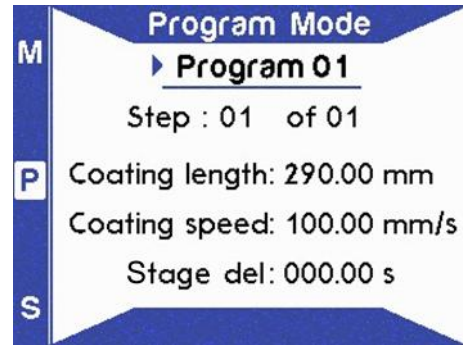 Program Mode
M
Program 01
Step : 01 of 01
P
Coating length: 290.00 mm
Coating speed: 100.00 mm/s
Stage del: 000.00 s
S